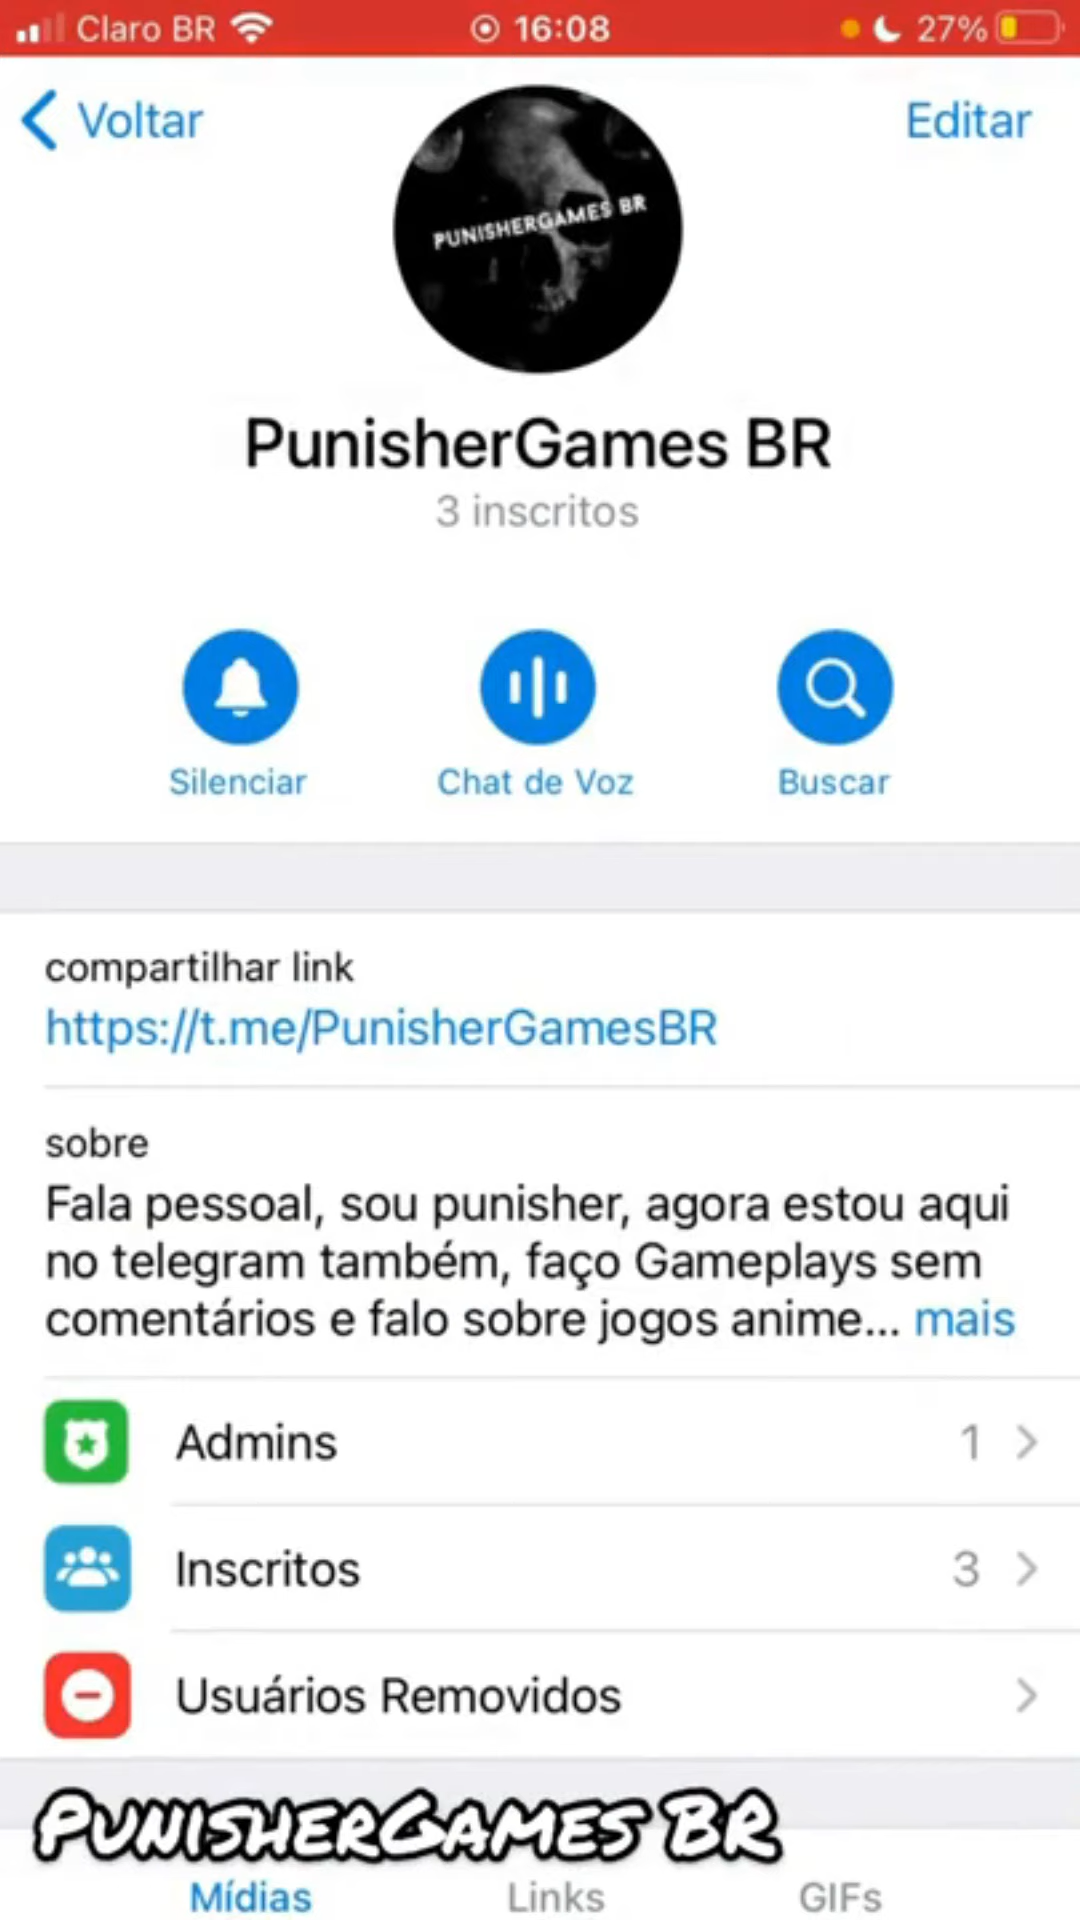 Claro BR 16:08 27%
Voltar Editar
PUNISHERGAMES BR
PunisherGames BR
3 inscritos
Silenciar Chat de Voz Buscar
compartilhar link
https://t.me/PunisherGamesBR
sobre
Fala pessoal, sou punisher, agora estou aqui
no telegram também, faço Gameplays sem
comentários e falo sobre jogos anime... mais
Admins 1
Inscritos 3
Usuários Removidos
PUNISHERGAMES BR
Mídias Links GIFs